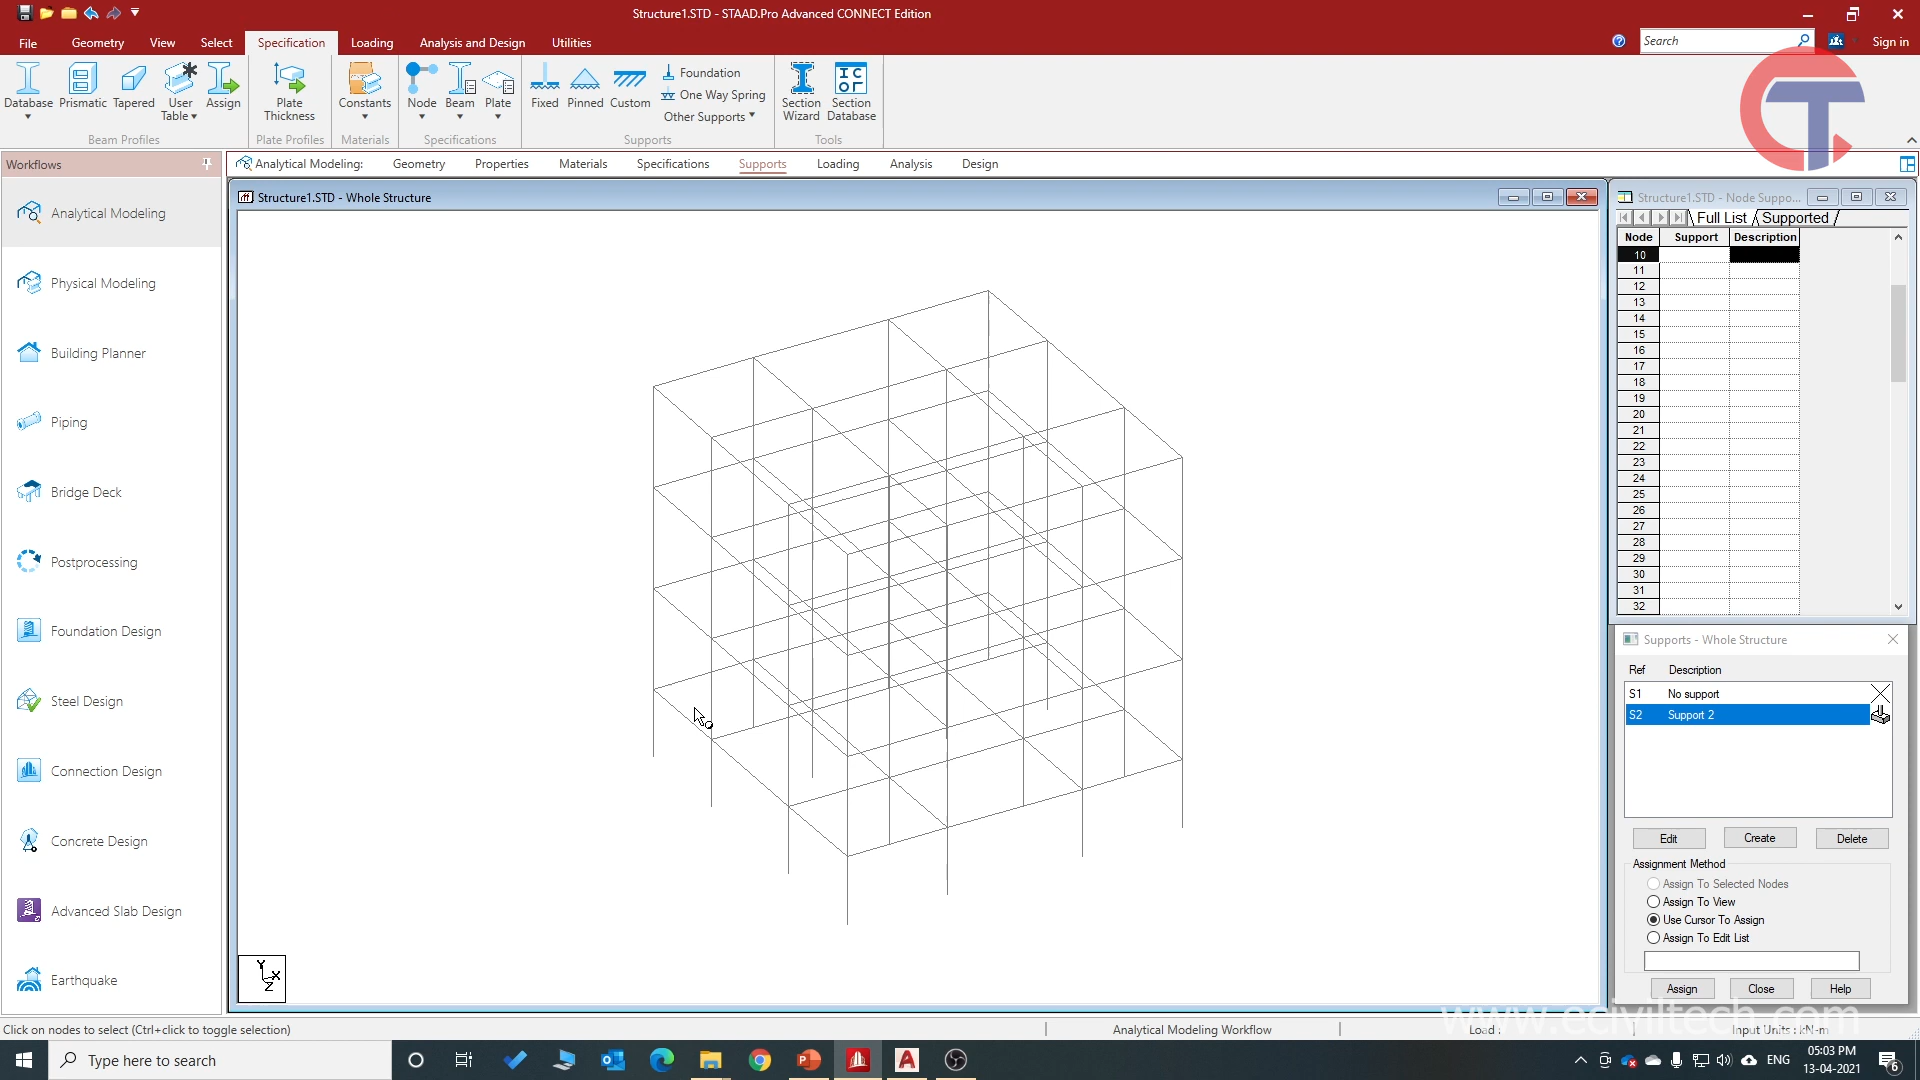 Structure1.STD - STAAD.Pro Advanced CONNECT Edition
File Geometry View Select Specification Loading Analysis and Design Utilities Search Sign in
Database Prismatic Tapered User Table Assign
Beam Profiles
Plate Thickness
Plate Profiles
Constants
Materials
Node Beam Plate
Specifications
Fixed Pinned Custom
Foundation
One Way Spring
Other Supports
Supports
Section Wizard Section Database
Tools
CT
Workflows
Analytical Modeling: Geometry Properties Materials Specifications Supports Loading Analysis Design
Analytical Modeling
Physical Modeling
Building Planner
Piping
Bridge Deck
Postprocessing
Foundation Design
Steel Design
Connection Design
Concrete Design
Advanced Slab Design
Earthquake
Structure1.STD - Whole Structure
Y
X
Z
Structure1.STD - Node Suppo...
Full List Supported
Node Support Description
10
11
12
13
14
15
16
17
18
19
20
21
22
23
24
25
26
27
28
29
30
31
32
Supports - Whole Structure
Ref Description
S1 No support
S2 Support 2
Edit Create Delete
Assignment Method
Assign To Selected Nodes
Assign To View
Use Cursor To Assign
Assign To Edit List
Assign Close Help
www.eciviltech.com
Click on nodes to select (Ctrl+click to toggle selection) Analytical Modeling Workflow Load : Input Units : kN-m
Type here to search
ENG
05:03 PM
13-04-2021
6